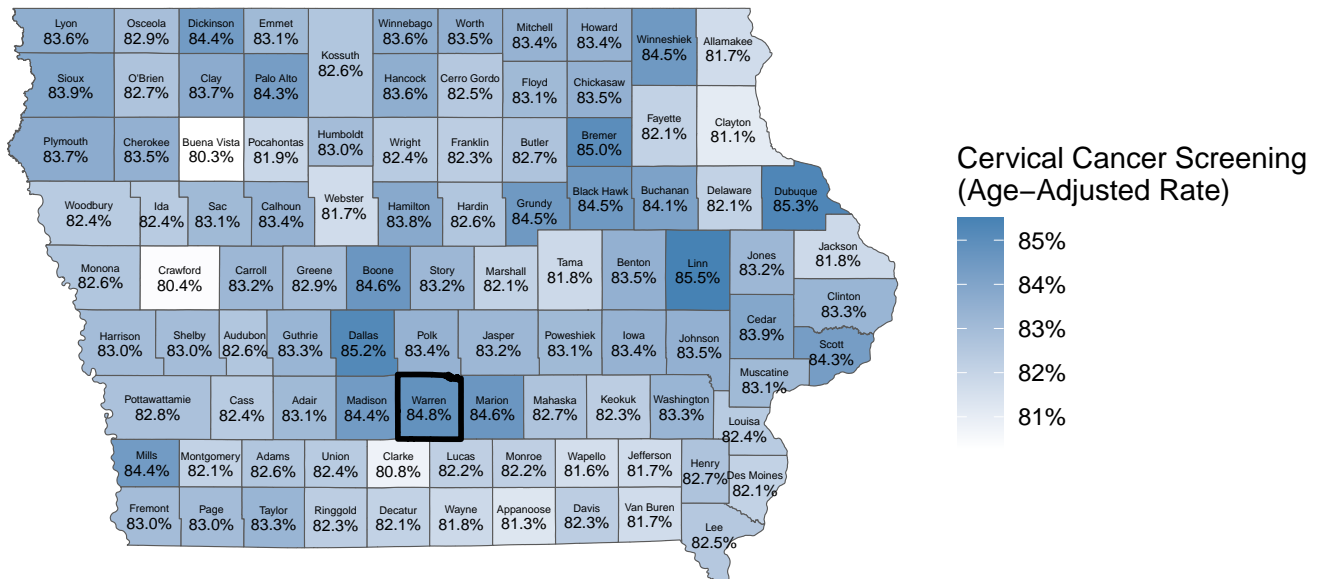 Lyon
83.6%
Osceola
82.9%
Dickinson
84.4%
Emmet
83.1%
Kossuth
82.6%
Winnebago
83.6%
Worth
83.5%
Mitchell
83.4%
Howard
83.4%
Winneshiek
84.5%
Allamakee
81.7%
Sioux
83.9%
O'Brien
82.7%
Clay
83.7%
Palo Alto
84.3%
Hancock
83.6%
Cerro Gordo
82.5%
Floyd
83.1%
Chickasaw
83.5%
Fayette
82.1%
Clayton
81.1%
Plymouth
83.7%
Cherokee
83.5%
Buena Vista
80.3%
Pocahontas
81.9%
Humboldt
83.0%
Wright
82.4%
Franklin
82.3%
Butler
82.7%
Bremer
85.0%
Woodbury
82.4%
Ida
82.4%
Sac
83.1%
Calhoun
83.4%
Webster
81.7%
Hamilton
83.8%
Hardin
82.6%
Grundy
84.5%
Black Hawk
84.5%
Buchanan
84.1%
Delaware
82.1%
Dubuque
85.3%
Monona
82.6%
Crawford
80.4%
Carroll
83.2%
Greene
82.9%
Boone
84.6%
Story
83.2%
Marshall
82.1%
Tama
81.8%
Benton
83.5%
Linn
85.5%
Jones
83.2%
Jackson
81.8%
Clinton
83.3%
Harrison
83.0%
Shelby
83.0%
Audubon
82.6%
Guthrie
83.3%
Dallas
85.2%
Polk
83.4%
Jasper
83.2%
Poweshiek
83.1%
Iowa
83.4%
Johnson
83.5%
Cedar
83.9%
Scott
84.3%
Muscatine
83.1%
Pottawattamie
82.8%
Cass
82.4%
Adair
83.1%
Madison
84.4%
Warren
84.8%
Marion
84.6%
Mahaska
82.7%
Keokuk
82.3%
Washington
83.3%
Louisa
82.4%
Mills
84.4%
Montgomery
82.1%
Adams
82.6%
Union
82.4%
Clarke
80.8%
Lucas
82.2%
Monroe
82.2%
Wapello
81.6%
Jefferson
81.7%
Henry
82.7%
Des Moines
82.1%
Fremont
83.0%
Page
83.0%
Taylor
83.3%
Ringgold
82.3%
Decatur
82.1%
Wayne
81.8%
Appanoose
81.3%
Davis
82.3%
Van Buren
81.7%
Lee
82.5%
Cervical Cancer Screening
(Age−Adjusted Rate)
85%
84%
83%
82%
81%